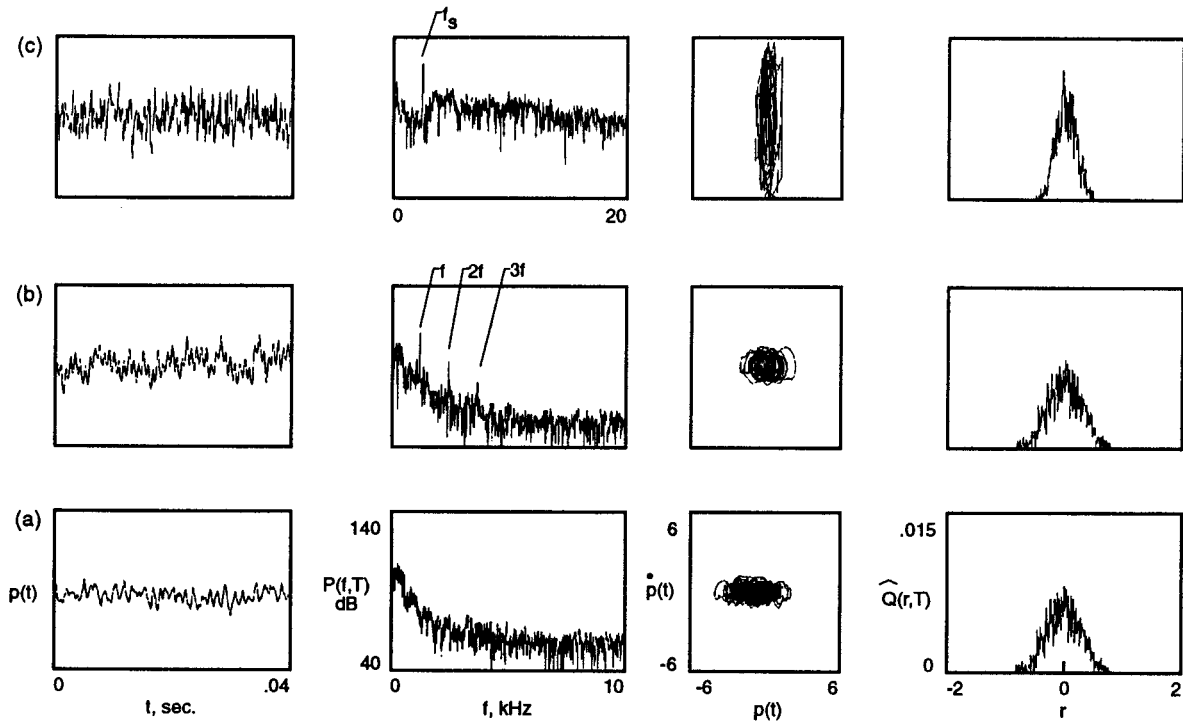 (c)
fs
0 20
(b)
f 2f 3f
(a)
p(t)
0 .04
t, sec.
140
P(f,T)
dB
40
0 10
f, kHz
6
ṗ(t)
-6
-6 6
p(t)
.015
Q̂(r,T)
0
-2 0 2
r